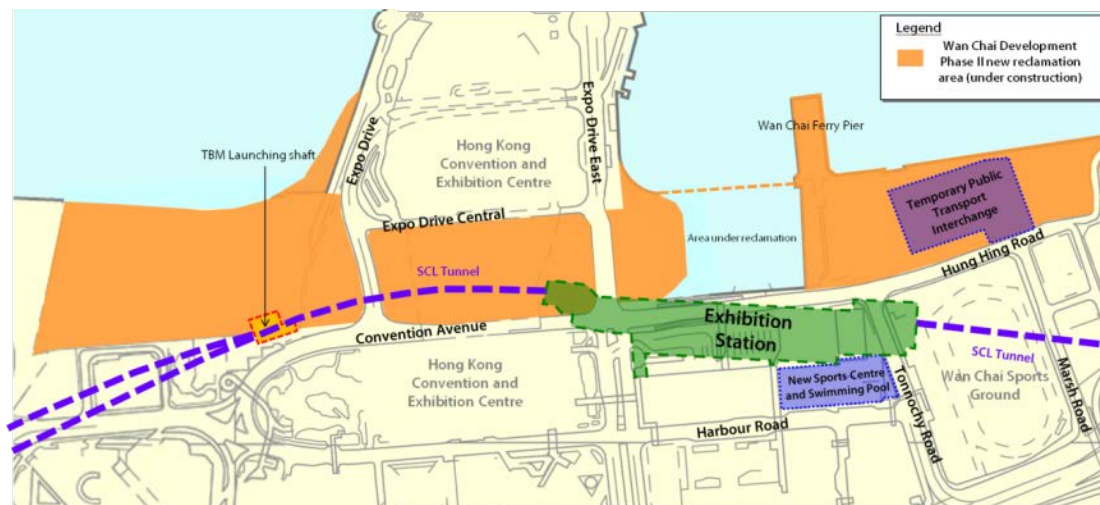 Legend
Wan Chai Development
Phase II new reclamation
area (under construction)
Expo Drive
Expo Drive East
Wan Chai Ferry Pier
TBM Launching shaft
Hong Kong
Convention and
Exhibition Centre
Temporary Public
Transport
Interchange
Expo Drive Central
Area under reclamation
Hung Hing Road
SCL Tunnel
Convention Avenue
Exhibition
Station
SCL Tunnel
Hong Kong
Convention and
Exhibition Centre
New Sports Centre
and Swimming Pool
Tonnochy Road
Wan Chai Sports
Ground
Marsh Road
Harbour Road